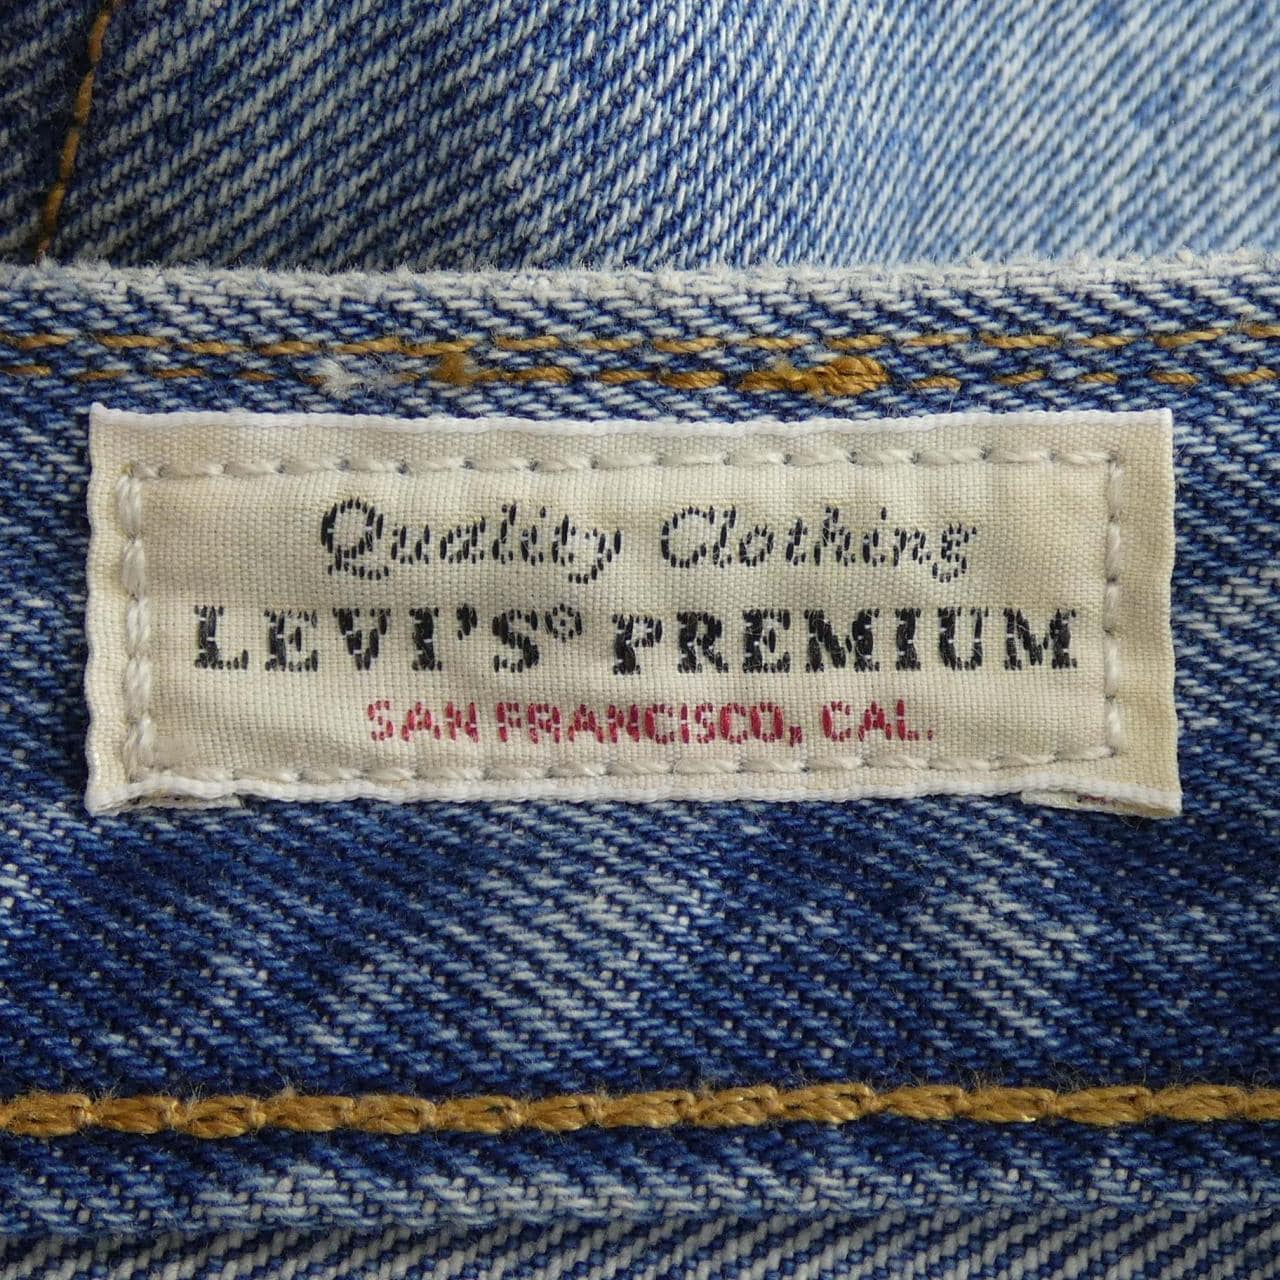 Quality Clothing
LEVI'S® PREMIUM
SAN FRANCISCO, CAL.